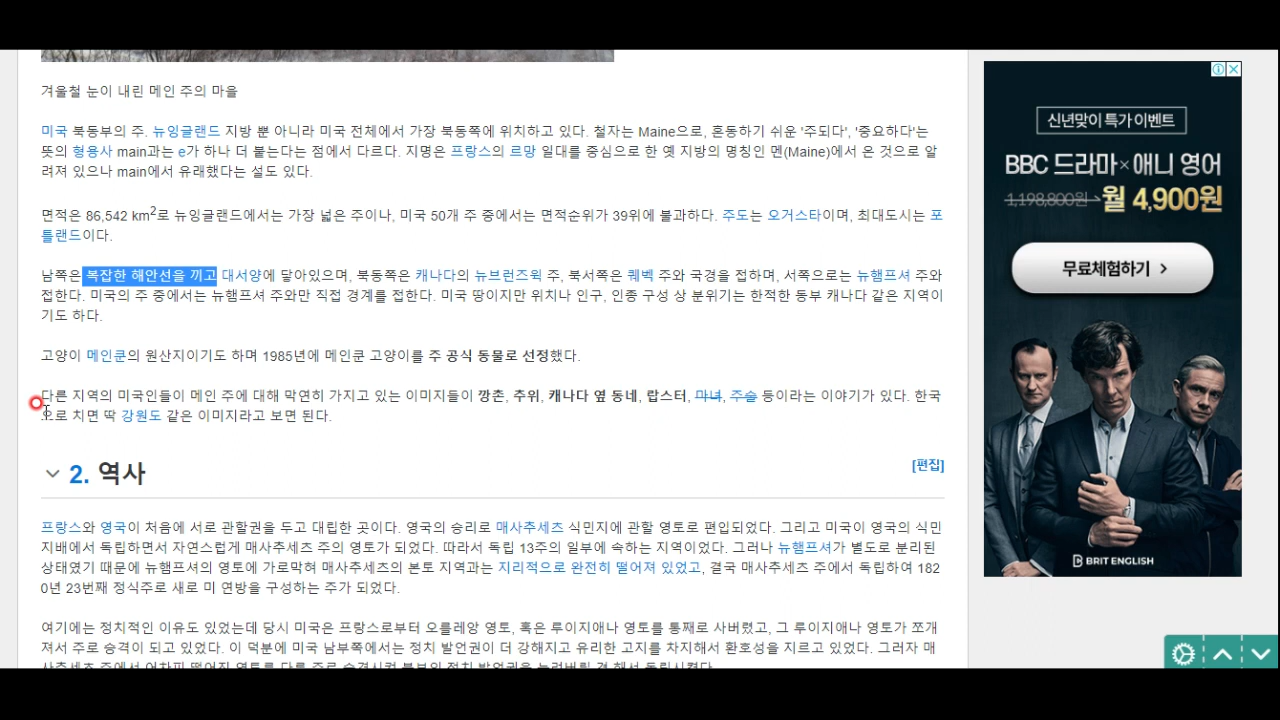 겨울철 눈이 내린 메인 주의 마을
미국 북동부의 주. 뉴잉글랜드 지방 뿐 아니라 미국 전체에서 가장 북동쪽에 위치하고 있다. 철자는 Maine으로, 혼동하기 쉬운 '주되다', '중요하다'는
뜻의 형용사 main과는 e가 하나 더 붙는다는 점에서 다르다. 지명은 프랑스의 르망 일대를 중심으로 한 옛 지방의 명칭인 멘(Maine)에서 온 것으로 알
려져 있으나 main에서 유래했다는 설도 있다.
면적은 86,542 km2로 뉴잉글랜드에서는 가장 넓은 주이나, 미국 50개 주 중에서는 면적순위가 39위에 불과하다. 주도는 오거스타이며, 최대도시는 포
틀랜드이다.
남쪽은 복잡한 해안선을 끼고 대서양에 닿아있으며, 북동쪽은 캐나다의 뉴브런즈윅 주, 북서쪽은 퀘벡 주와 국경을 접하며, 서쪽으로는 뉴햄프셔 주와
접한다. 미국의 주 중에서는 뉴햄프셔 주와만 직접 경계를 접한다. 미국 땅이지만 위치나 인구, 인종 구성 상 분위기는 한적한 동부 캐나다 같은 지역이
기도 하다.
고양이 메인쿤의 원산지이기도 하며 1985년에 메인쿤 고양이를 주 공식 동물로 선정했다.
다른 지역의 미국인들이 메인 주에 대해 막연히 가지고 있는 이미지들이 깡촌, 추위, 캐나다 옆 동네, 랍스터, 마녀, 주술 등이라는 이야기가 있다. 한국
으로 치면 딱 강원도 같은 이미지라고 보면 된다.
2. 역사
[편집]
프랑스와 영국이 처음에 서로 관할권을 두고 대립한 곳이다. 영국의 승리로 매사추세츠 식민지에 관할 영토로 편입되었다. 그리고 미국이 영국의 식민
지배에서 독립하면서 자연스럽게 매사추세츠 주의 영토가 되었다. 따라서 독립 13주의 일부에 속하는 지역이었다. 그러나 뉴햄프셔가 별도로 분리된
상태였기 때문에 뉴햄프셔의 영토에 가로막혀 매사추세츠의 본토 지역과는 지리적으로 완전히 떨어져 있었고, 결국 매사추세츠 주에서 독립하여 182
0년 23번째 정식주로 새로 미 연방을 구성하는 주가 되었다.
여기에는 정치적인 이유도 있었는데 당시 미국은 프랑스로부터 오를레앙 영토, 혹은 루이지애나 영토를 통째로 사버렸고, 그 루이지애나 영토가 쪼개
져서 주로 승격이 되고 있었다. 이 덕분에 미국 남부쪽에서는 정치 발언권이 더 강해지고 유리한 고지를 차지해서 환호성을 지르고 있었다. 그러자 매
신년맞이 특가 이벤트
BBC 드라마×애니 영어
1,198,800원→월 4,900원
무료체험하기 >
BRIT ENGLISH